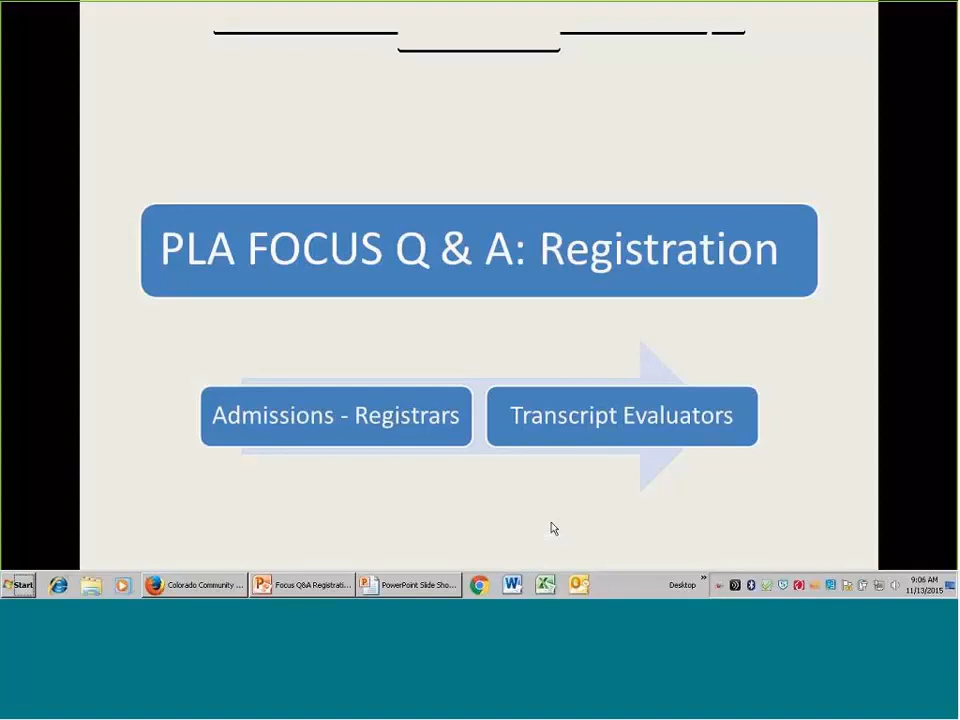 PLA FOCUS Q & A: Registration
Admissions - Registrars
Transcript Evaluators
Start
Colorado Community ...
Focus Q&A Registrati...
PowerPoint Slide Sho...
Desktop
9:06 AM
11/13/2015